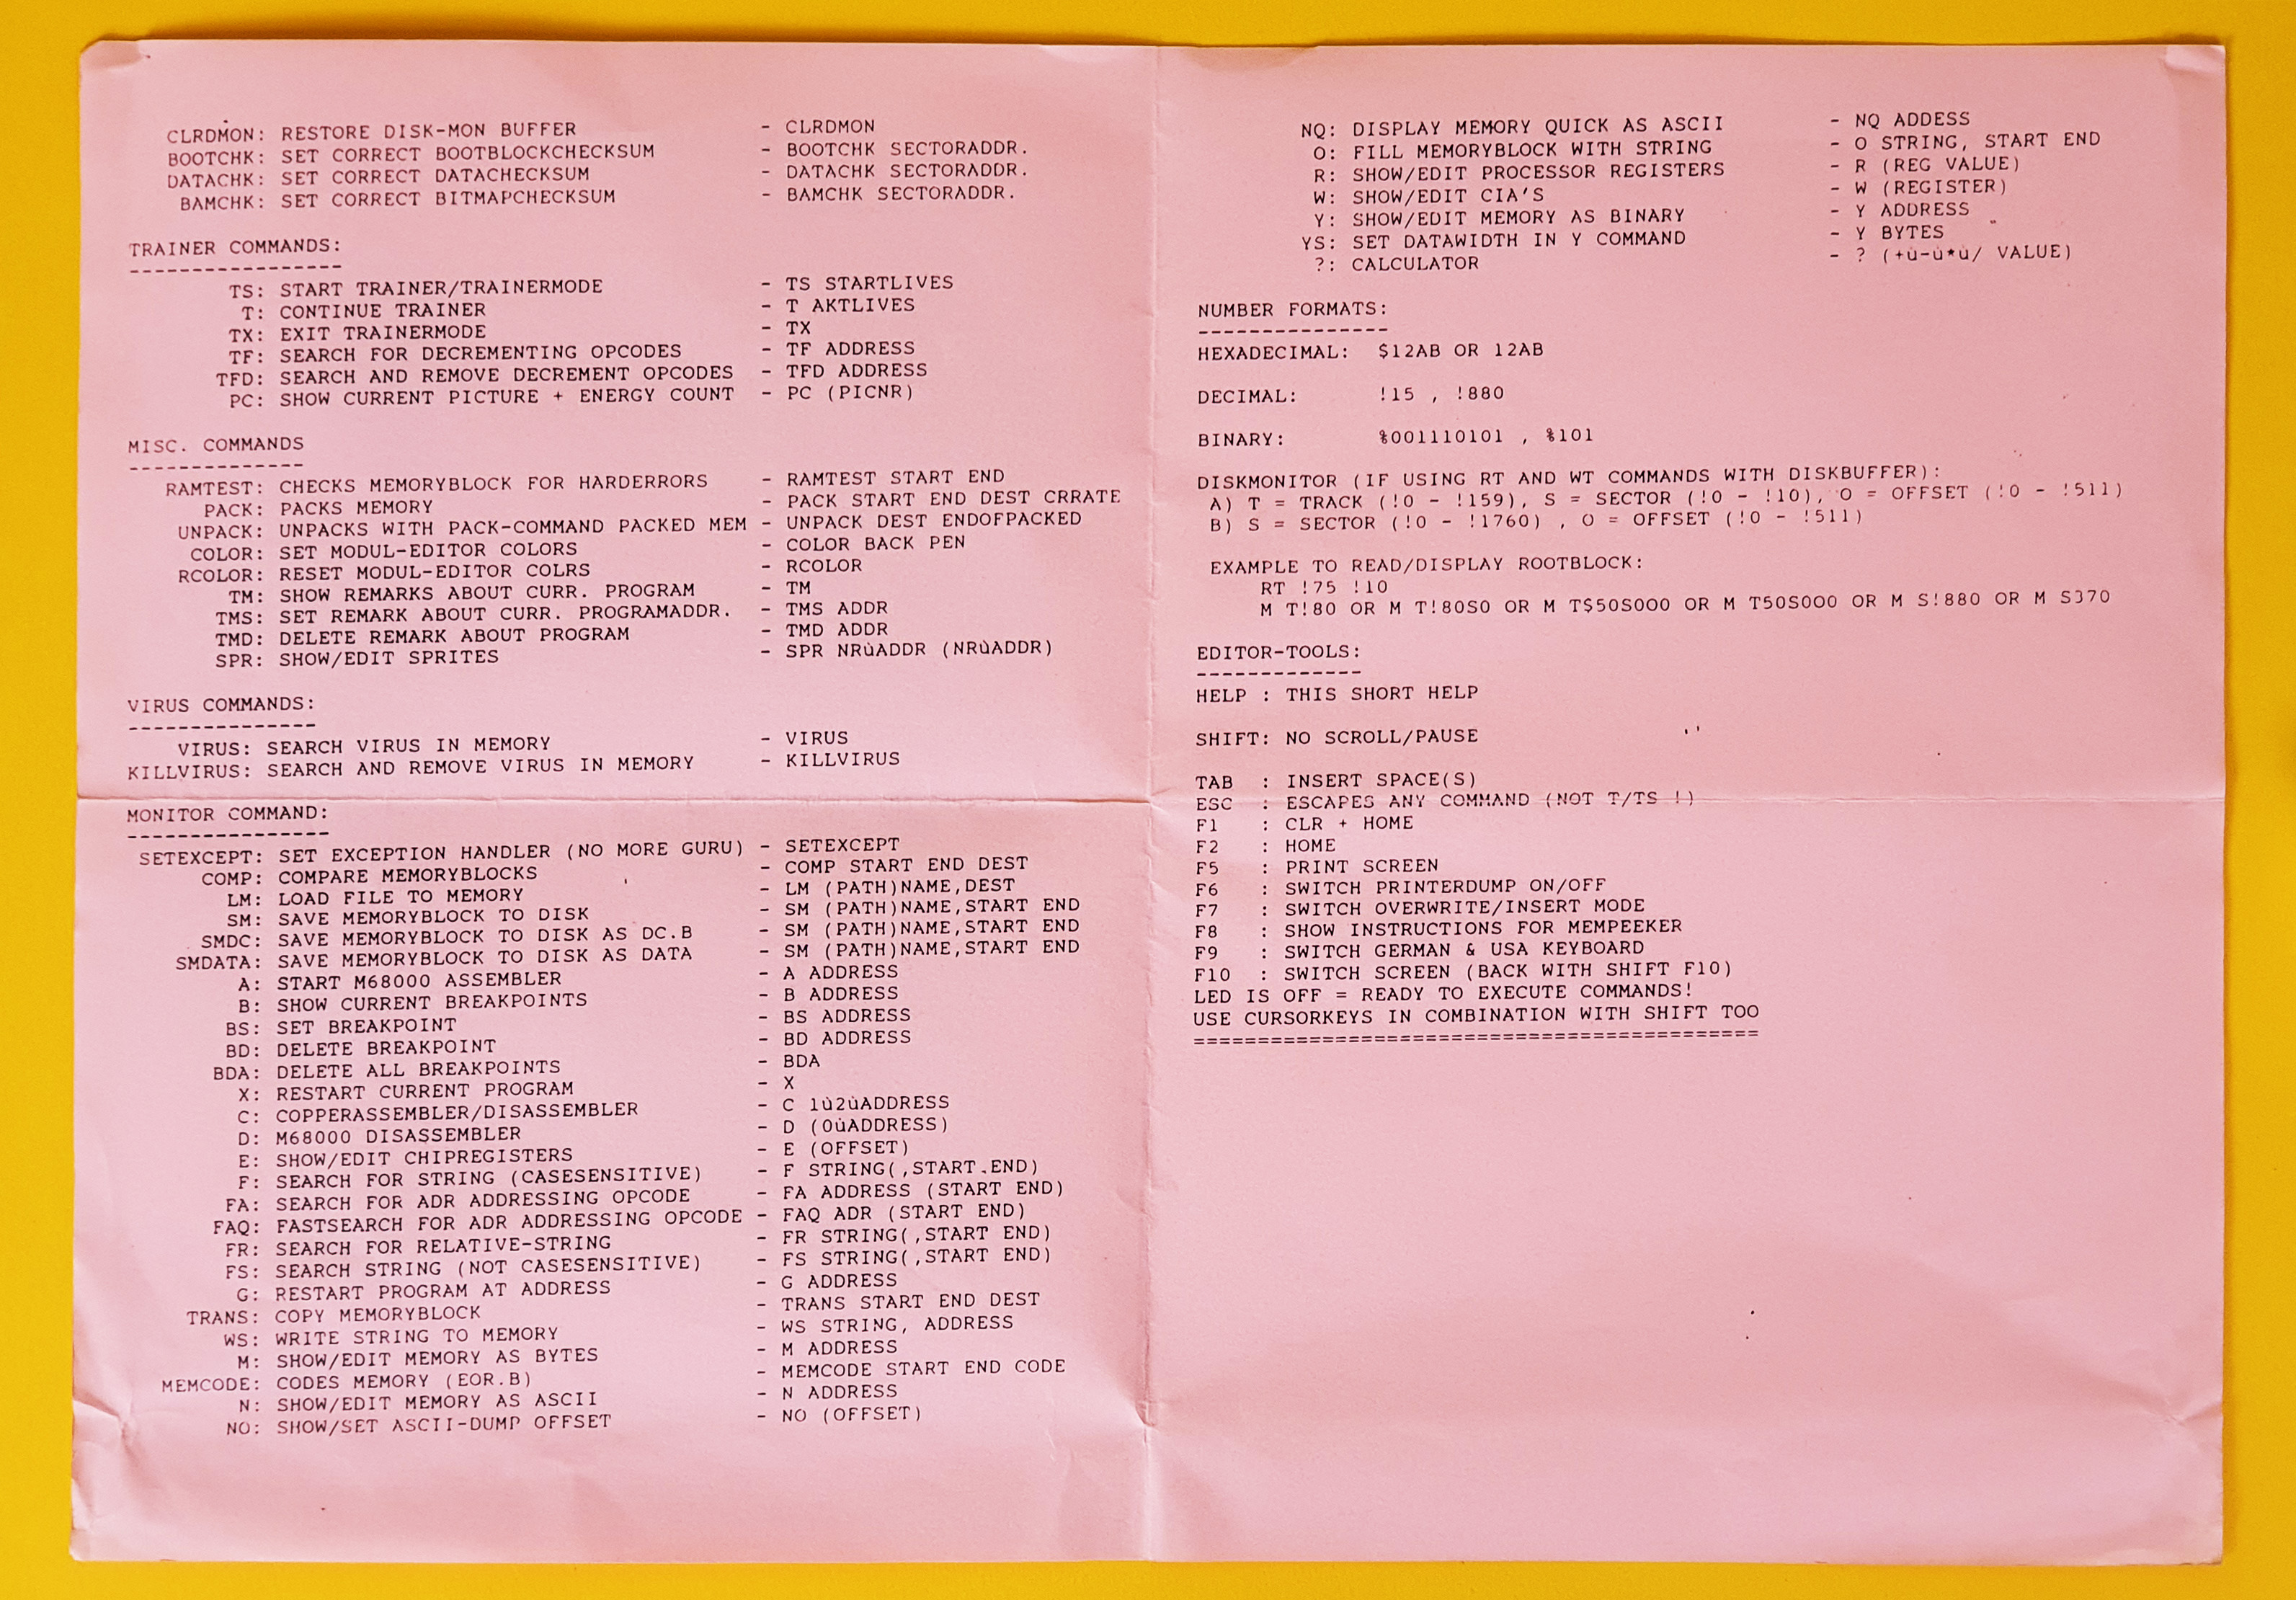 CLRDMON: RESTORE DISK-MON BUFFER - CLRDMON
BOOTCHK: SET CORRECT BOOTBLOCKCHECKSUM - BOOTCHK SECTORADDR.
DATACHK: SET CORRECT DATACHECKSUM - DATACHK SECTORADDR.
BAMCHK: SET CORRECT BITMAPCHECKSUM - BAMCHK SECTORADDR.
TRAINER COMMANDS:
-----------------
TS: START TRAINER/TRAINERMODE - TS STARTLIVES
T: CONTINUE TRAINER - T AKTLIVES
TX: EXIT TRAINERMODE - TX
TF: SEARCH FOR DECREMENTING OPCODES - TF ADDRESS
TFD: SEARCH AND REMOVE DECREMENT OPCODES - TFD ADDRESS
PC: SHOW CURRENT PICTURE + ENERGY COUNT - PC (PICNR)
MISC. COMMANDS
--------------
RAMTEST: CHECKS MEMORYBLOCK FOR HARDERRORS - RAMTEST START END
PACK: PACKS MEMORY - PACK START END DEST CRRATE
UNPACK: UNPACKS WITH PACK-COMMAND PACKED MEM - UNPACK DEST ENDOFPACKED
COLOR: SET MODUL-EDITOR COLORS - COLOR BACK PEN
RCOLOR: RESET MODUL-EDITOR COLRS - RCOLOR
TM: SHOW REMARKS ABOUT CURR. PROGRAM - TM
TMS: SET REMARK ABOUT CURR. PROGRAMADDR. - TMS ADDR
TMD: DELETE REMARK ABOUT PROGRAM - TMD ADDR
SPR: SHOW/EDIT SPRITES - SPR NRùADDR (NRùADDR)
VIRUS COMMANDS:
---------------
VIRUS: SEARCH VIRUS IN MEMORY - VIRUS
KILLVIRUS: SEARCH AND REMOVE VIRUS IN MEMORY - KILLVIRUS
MONITOR COMMAND:
----------------
SETEXCEPT: SET EXCEPTION HANDLER (NO MORE GURU) - SETEXCEPT
COMP: COMPARE MEMORYBLOCKS - COMP START END DEST
LM: LOAD FILE TO MEMORY - LM (PATH)NAME,DEST
SM: SAVE MEMORYBLOCK TO DISK - SM (PATH)NAME,START END
SMDC: SAVE MEMORYBLOCK TO DISK AS DC.B - SM (PATH)NAME,START END
SMDATA: SAVE MEMORYBLOCK TO DISK AS DATA - SM (PATH)NAME,START END
A: START M68000 ASSEMBLER - A ADDRESS
B: SHOW CURRENT BREAKPOINTS - B ADDRESS
BS: SET BREAKPOINT - BS ADDRESS
BD: DELETE BREAKPOINT - BD ADDRESS
BDA: DELETE ALL BREAKPOINTS - BDA
X: RESTART CURRENT PROGRAM - X
C: COPPERASSEMBLER/DISASSEMBLER - C 1ù2ùADDRESS
D: M68000 DISASSEMBLER - D (0ùADDRESS)
E: SHOW/EDIT CHIPREGISTERS - E (OFFSET)
F: SEARCH FOR STRING (CASESENSITIVE) - F STRING(,START END)
FA: SEARCH FOR ADR ADDRESSING OPCODE - FA ADDRESS (START END)
FAQ: FASTSEARCH FOR ADR ADDRESSING OPCODE - FAQ ADR (START END)
FR: SEARCH FOR RELATIVE-STRING - FR STRING(,START END)
FS: SEARCH STRING (NOT CASESENSITIVE) - FS STRING(,START END)
G: RESTART PROGRAM AT ADDRESS - G ADDRESS
TRANS: COPY MEMORYBLOCK - TRANS START END DEST
WS: WRITE STRING TO MEMORY - WS STRING, ADDRESS
M: SHOW/EDIT MEMORY AS BYTES - M ADDRESS
MEMCODE: CODES MEMORY (EOR.B) - MEMCODE START END CODE
N: SHOW/EDIT MEMORY AS ASCII - N ADDRESS
NO: SHOW/SET ASCII-DUMP OFFSET - NO (OFFSET)
NQ: DISPLAY MEMORY QUICK AS ASCII - NQ ADDESS
O: FILL MEMORYBLOCK WITH STRING - O STRING, START END
R: SHOW/EDIT PROCESSOR REGISTERS - R (REG VALUE)
W: SHOW/EDIT CIA'S - W (REGISTER)
Y: SHOW/EDIT MEMORY AS BINARY - Y ADDRESS
YS: SET DATAWIDTH IN Y COMMAND - Y BYTES
?: CALCULATOR - ? (+ù-ù*ù/ VALUE)
NUMBER FORMATS:
---------------
HEXADECIMAL: $12AB OR 12AB
DECIMAL: !15 , !880
BINARY: %001110101 , %101
DISKMONITOR (IF USING RT AND WT COMMANDS WITH DISKBUFFER):
A) T = TRACK (!0 - !159), S = SECTOR (!0 - !10), O = OFFSET (!0 - !511)
B) S = SECTOR (!0 - !1760) , O = OFFSET (!0 - !511)
EXAMPLE TO READ/DISPLAY ROOTBLOCK:
RT !75 !10
M T!80 OR M T!80S0 OR M T$50S000 OR M T50S000 OR M S!880 OR M S370
EDITOR-TOOLS:
-------------
HELP : THIS SHORT HELP
SHIFT: NO SCROLL/PAUSE
TAB : INSERT SPACE(S)
ESC : ESCAPES ANY COMMAND (NOT T/TS !)
F1 : CLR + HOME
F2 : HOME
F5 : PRINT SCREEN
F6 : SWITCH PRINTERDUMP ON/OFF
F7 : SWITCH OVERWRITE/INSERT MODE
F8 : SHOW INSTRUCTIONS FOR MEMPEEKER
F9 : SWITCH GERMAN & USA KEYBOARD
F10 : SWITCH SCREEN (BACK WITH SHIFT F10)
LED IS OFF = READY TO EXECUTE COMMANDS!
USE CURSORKEYS IN COMBINATION WITH SHIFT TOO
============================================